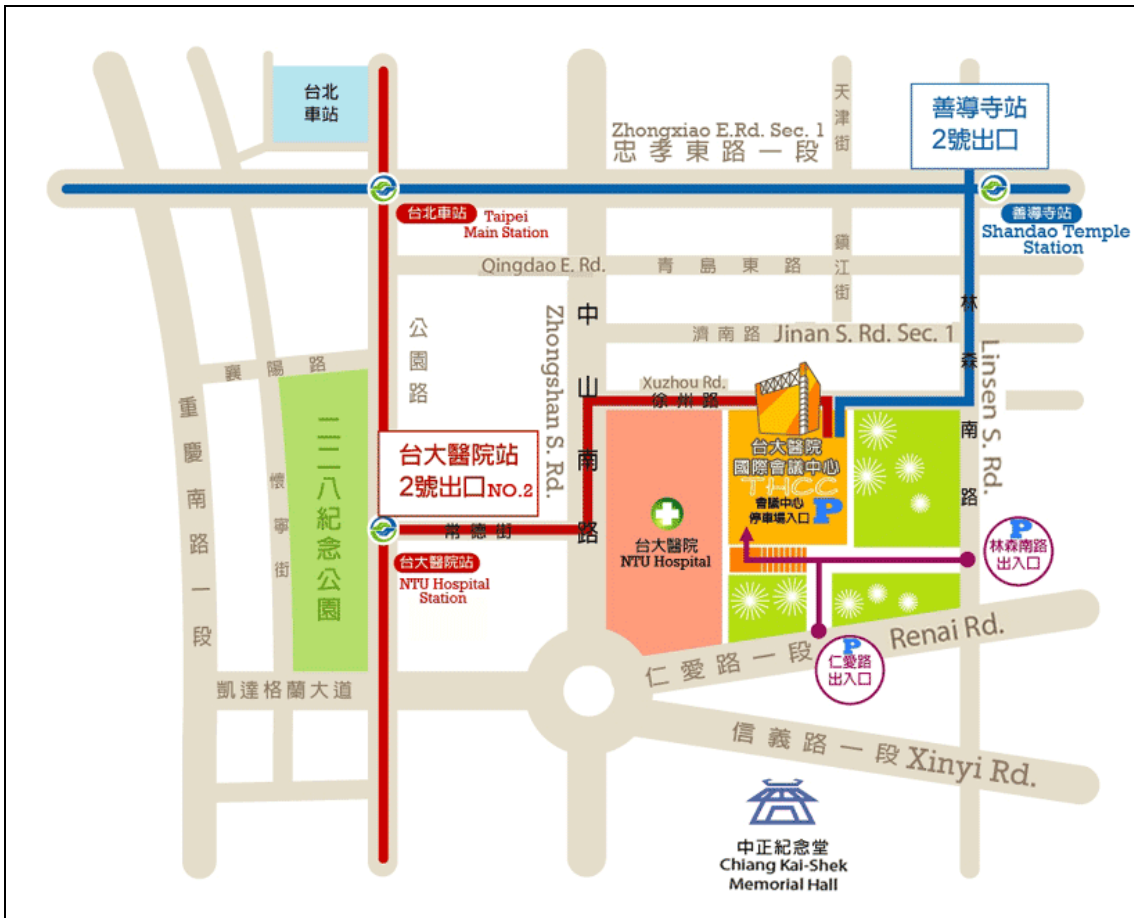 台北
車站
天津街
善導寺站
2號出口
Zhongxiao E.Rd. Sec. 1
忠孝東路一段
台北車站 Taipei
Main Station
善導寺站
Shandao Temple
Station
Qingdao E. Rd. 青島東路
鎮江街
公園路
Zhongshan S. Rd.
中山南路
濟南路 Jinan S. Rd. Sec. 1
林森南路
Linsen S. Rd.
襄陽路
Xuzhou Rd.
徐州路
重慶南路一段
二二八紀念公園
懷寧街
台大醫院站
2號出口NO.2
台大醫院
國際會議中心
THCC
會議中心
停車場入口 P
常德街
台大醫院
NTU Hospital
台大醫院站
NTU Hospital
Station
P
林森南路
出入口
仁愛路一段 Renai Rd.
P
仁愛路
出入口
凱達格蘭大道
信義路一段 Xinyi Rd.
中正紀念堂
Chiang Kai-Shek
Memorial Hall